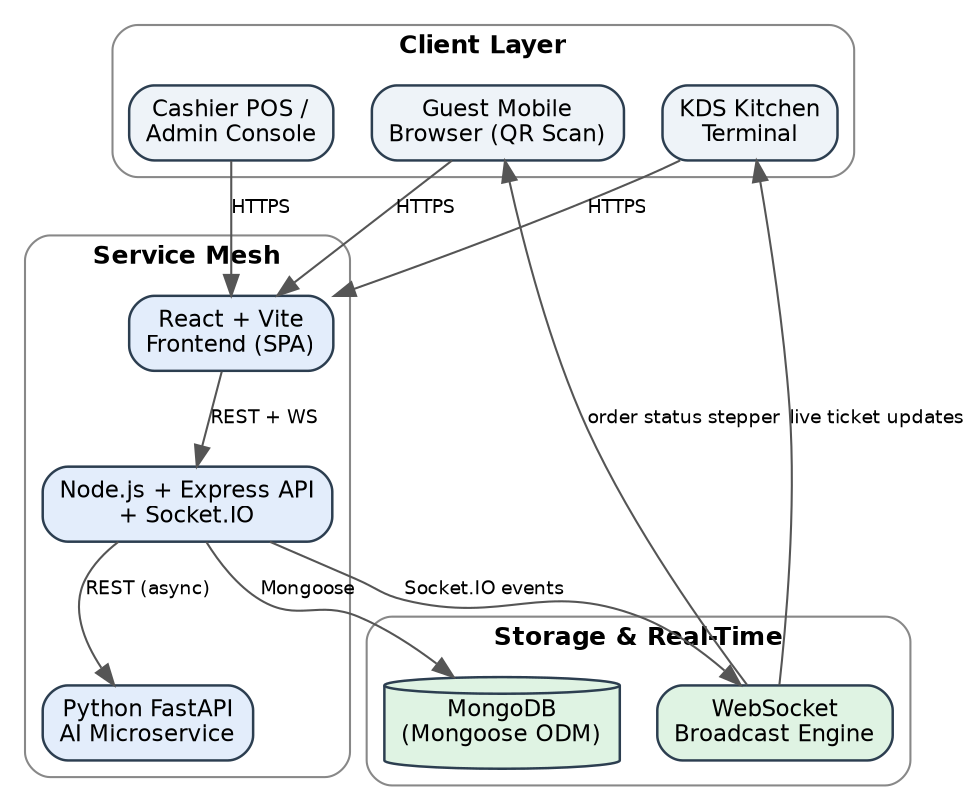 Client Layer
Cashier POS /
Admin Console
Guest Mobile
Browser (QR Scan)
KDS Kitchen
Terminal
HTTPS
HTTPS
HTTPS
Service Mesh
React + Vite
Frontend (SPA)
REST + WS
order status stepper
live ticket updates
Node.js + Express API
+ Socket.IO
REST (async)
Mongoose
Socket.IO events
Storage & Real-Time
Python FastAPI
AI Microservice
MongoDB
(Mongoose ODM)
WebSocket
Broadcast Engine